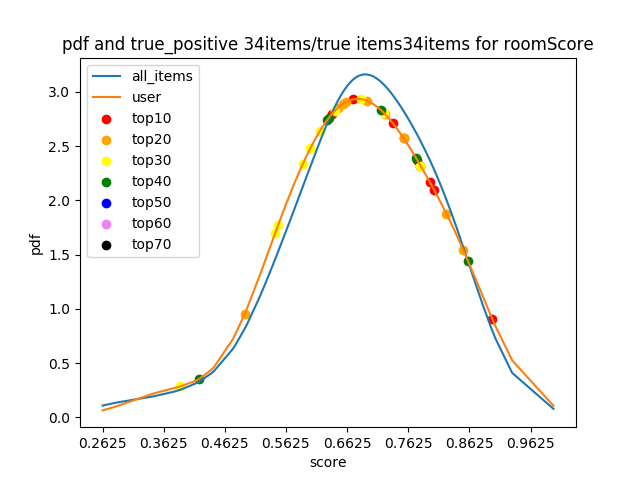 pdf and true_positive 34items/true items34items for roomScore
all_items
user
top10
top20
top30
top40
top50
top60
top70
3.0
2.5
2.0
1.5
1.0
0.5
0.0
pdf
0.2625 0.3625 0.4625 0.5625 0.6625 0.7625 0.8625 0.9625
score